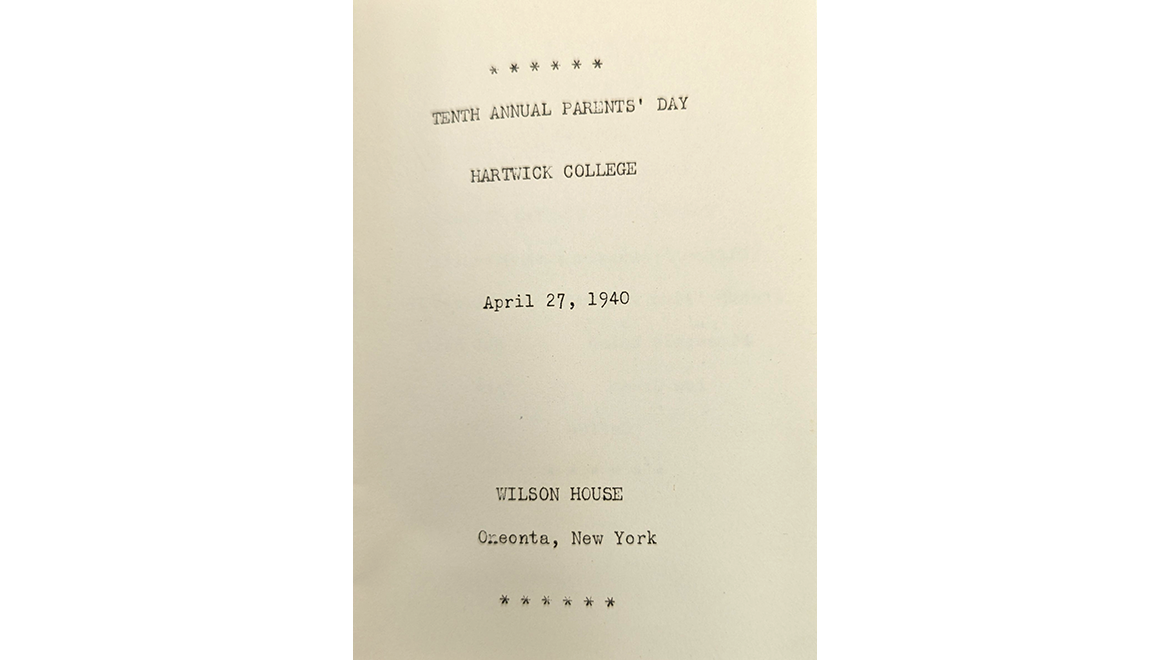 * * * * * *
TENTH ANNUAL PARENTS' DAY
HARTWICK COLLEGE
April 27, 1940
WILSON HOUSE
Oneonta, New York
* * * * * *